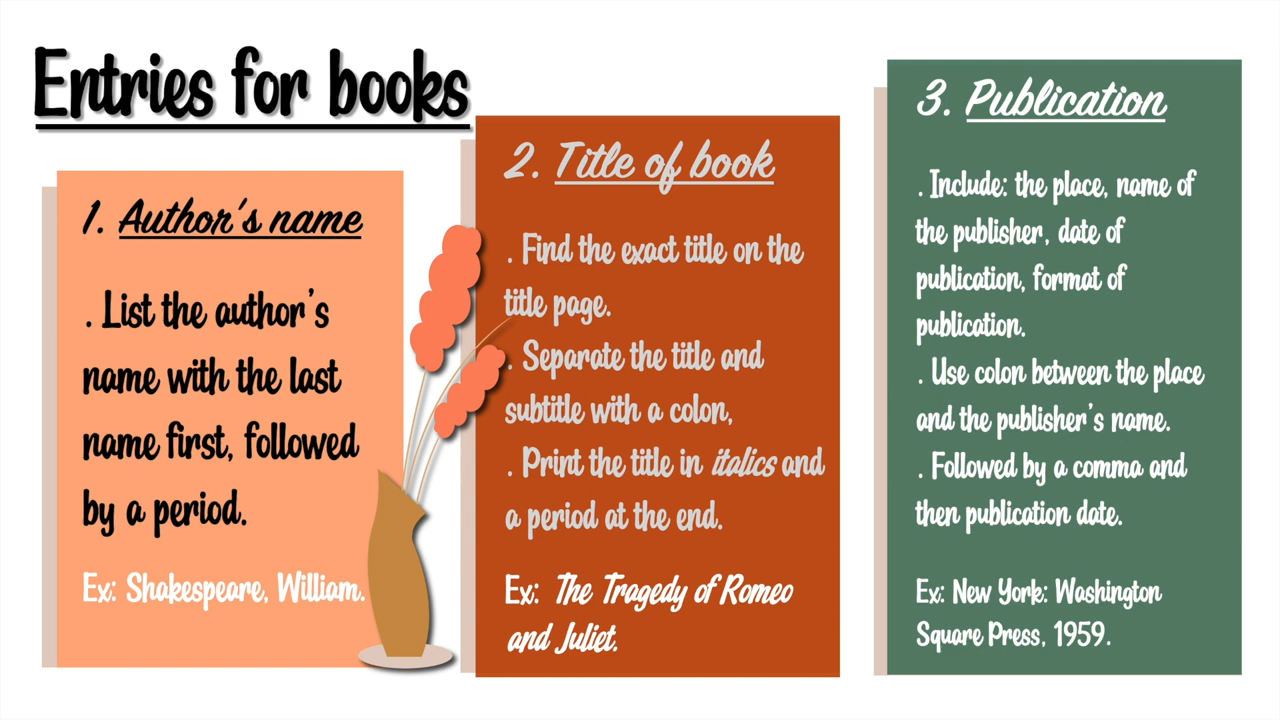 Entries for books
1. Author's name
. List the author's
name with the last
name first, followed
by a period.
Ex: Shakespeare, William.
2. Title of book
. Find the exact title on the
title page.
. Separate the title and
subtitle with a colon,
. Print the title in italics and
a period at the end.
Ex: The Tragedy of Romeo
and Juliet.
3. Publication
. Include: the place, name of
the publisher, date of
publication, format of
publication.
. Use colon between the place
and the publisher's name.
. Followed by a comma and
then publication date.
Ex: New York: Washington
Square Press, 1959.